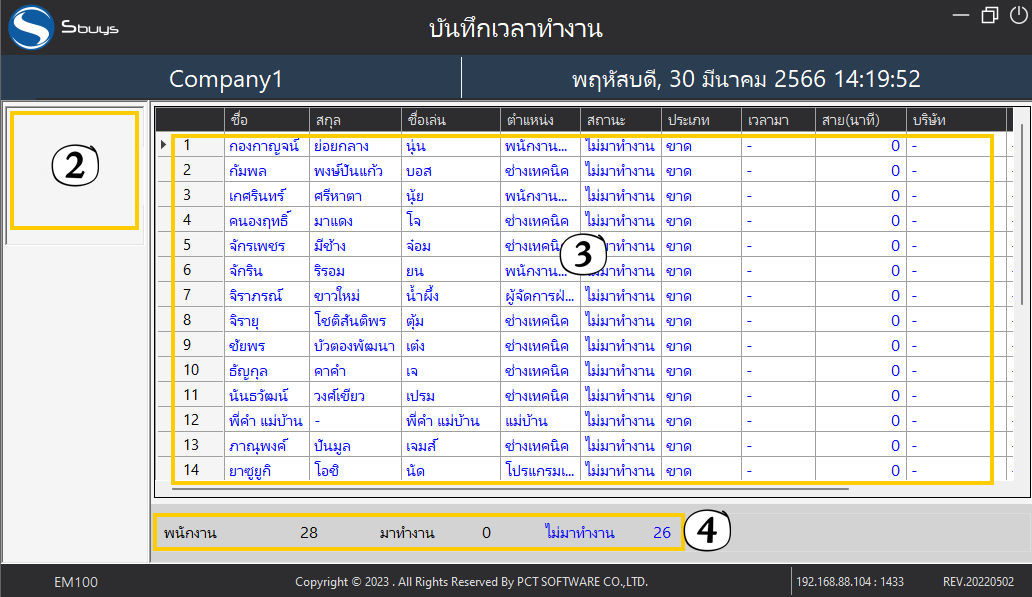 Sbuys
บันทึกเวลาทำงาน
Company1 พฤหัสบดี, 30 มีนาคม 2566 14:19:52
2
ชื่อ สกุล ชื่อเล่น ตำแหน่ง สถานะ ประเภท เวลามา สาย(นาที) บริษัท
1 กองกาญจน์ ย่อยกลาง นุ่น พนักงาน... ไม่มาทำงาน ขาด - 0 -
2 กัมพล พงษ์ปันแก้ว บอส ช่างเทคนิค ไม่มาทำงาน ขาด - 0 -
3 เกศรินทร์ ศรีหาตา นุ้ย พนักงาน... ไม่มาทำงาน ขาด - 0 -
4 คนองฤทธิ์ มาแดง โจ ช่างเทคนิค ไม่มาทำงาน ขาด - 0 -
5 จักรเพชร มีช้าง จ่อม ช่างเทคนิ มาทำงาน ขาด - 0 -
3
6 จักริน ริรอม ยน พนักงาน... มาทำงาน ขาด - 0 -
7 จิราภรณ์ ขาวใหม่ น้ำผึ้ง ผู้จัดการฝ่... ไม่มาทำงาน ขาด - 0 -
8 จิรายุ โชติสันติพร ตุ้ม ช่างเทคนิค ไม่มาทำงาน ขาด - 0 -
9 ชัยพร บัวตองพัฒนา เต๋ง ช่างเทคนิค ไม่มาทำงาน ขาด - 0 -
10 ธัญกุล คาคำ เจ ช่างเทคนิค ไม่มาทำงาน ขาด - 0 -
11 นันธวัฒน์ วงศ์เขียว เปรม ช่างเทคนิค ไม่มาทำงาน ขาด - 0 -
12 พี่คำ แม่บ้าน - พี่คำ แม่บ้าน แม่บ้าน ไม่มาทำงาน ขาด - 0 -
13 ภาณุพงค์ ปันมูล เจมส์ ช่างเทคนิค ไม่มาทำงาน ขาด - 0 -
14 ยาซูยูกิ โอชิ นัด โปรแกรมเ... ไม่มาทำงาน ขาด - 0 -
พนักงาน 28 มาทำงาน 0 ไม่มาทำงาน 26
4
EM100 Copyright © 2023 . All Rights Reserved By PCT SOFTWARE CO.,LTD. 192.168.88.104 : 1433 REV.20220502